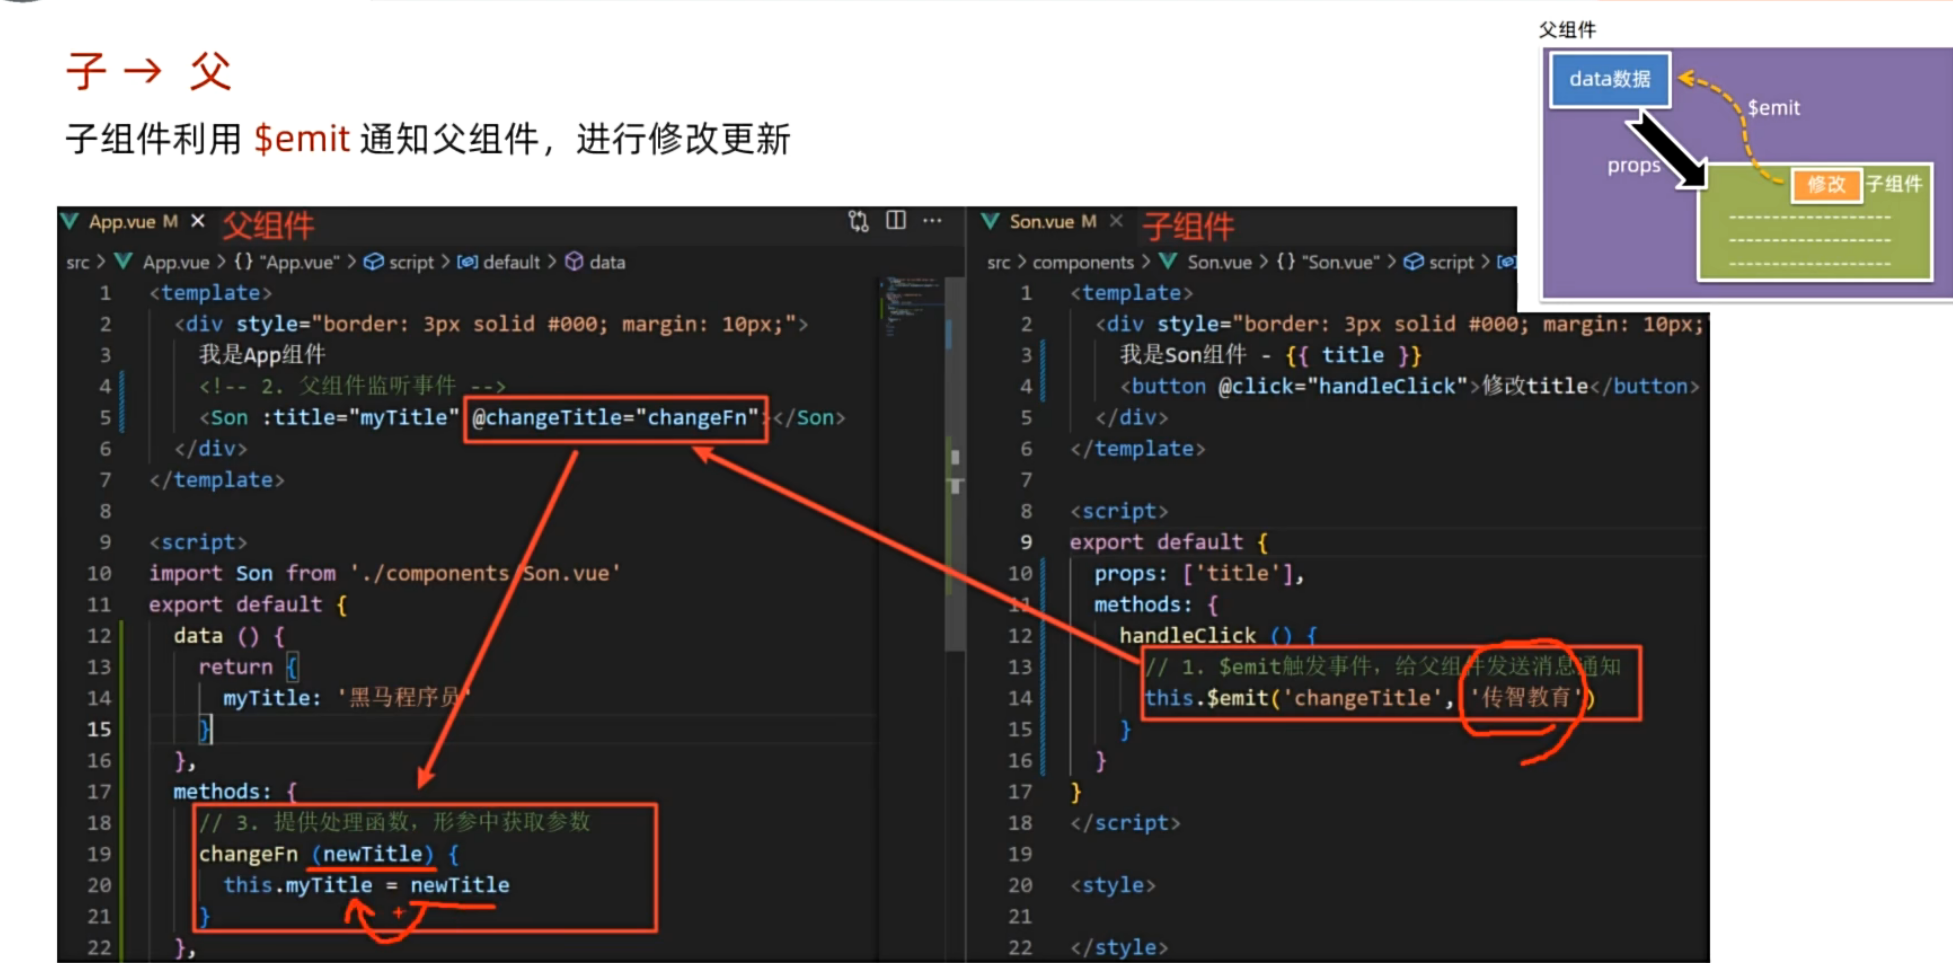 子 → 父
子组件利用 $emit 通知父组件，进行修改更新
父组件
data数据
$emit
props
修改 子组件
App.vue M × 父组件
src > App.vue > {} "App.vue" > script > default > data
1 <template>
2 <div style="border: 3px solid #000; margin: 10px;">
3 我是App组件
4 <!-- 2. 父组件监听事件 -->
5 <Son :title="myTitle" @changeTitle="changeFn"></Son>
6 </div>
7 </template>
8
9 <script>
10 import Son from './components/Son.vue'
11 export default {
12 data () {
13 return {
14 myTitle: '黑马程序员'
15 }
16 },
17 methods: {
18 // 3. 提供处理函数，形参中获取参数
19 changeFn (newTitle) {
20 this.myTitle = newTitle
21 }
22 },
Son.vue M × 子组件
src > components > Son.vue > {} "Son.vue" > script >
1 <template>
2 <div style="border: 3px solid #000; margin: 10px;
3 我是Son组件 - {{ title }}
4 <button @click="handleClick">修改title</button>
5 </div>
6 </template>
7
8 <script>
9 export default {
10 props: ['title'],
11 methods: {
12 handleClick () {
13 // 1. $emit触发事件，给父组件发送消息通知
14 this.$emit('changeTitle', '传智教育')
15 }
16 }
17 }
18 </script>
19
20 <style>
21
22 </style>